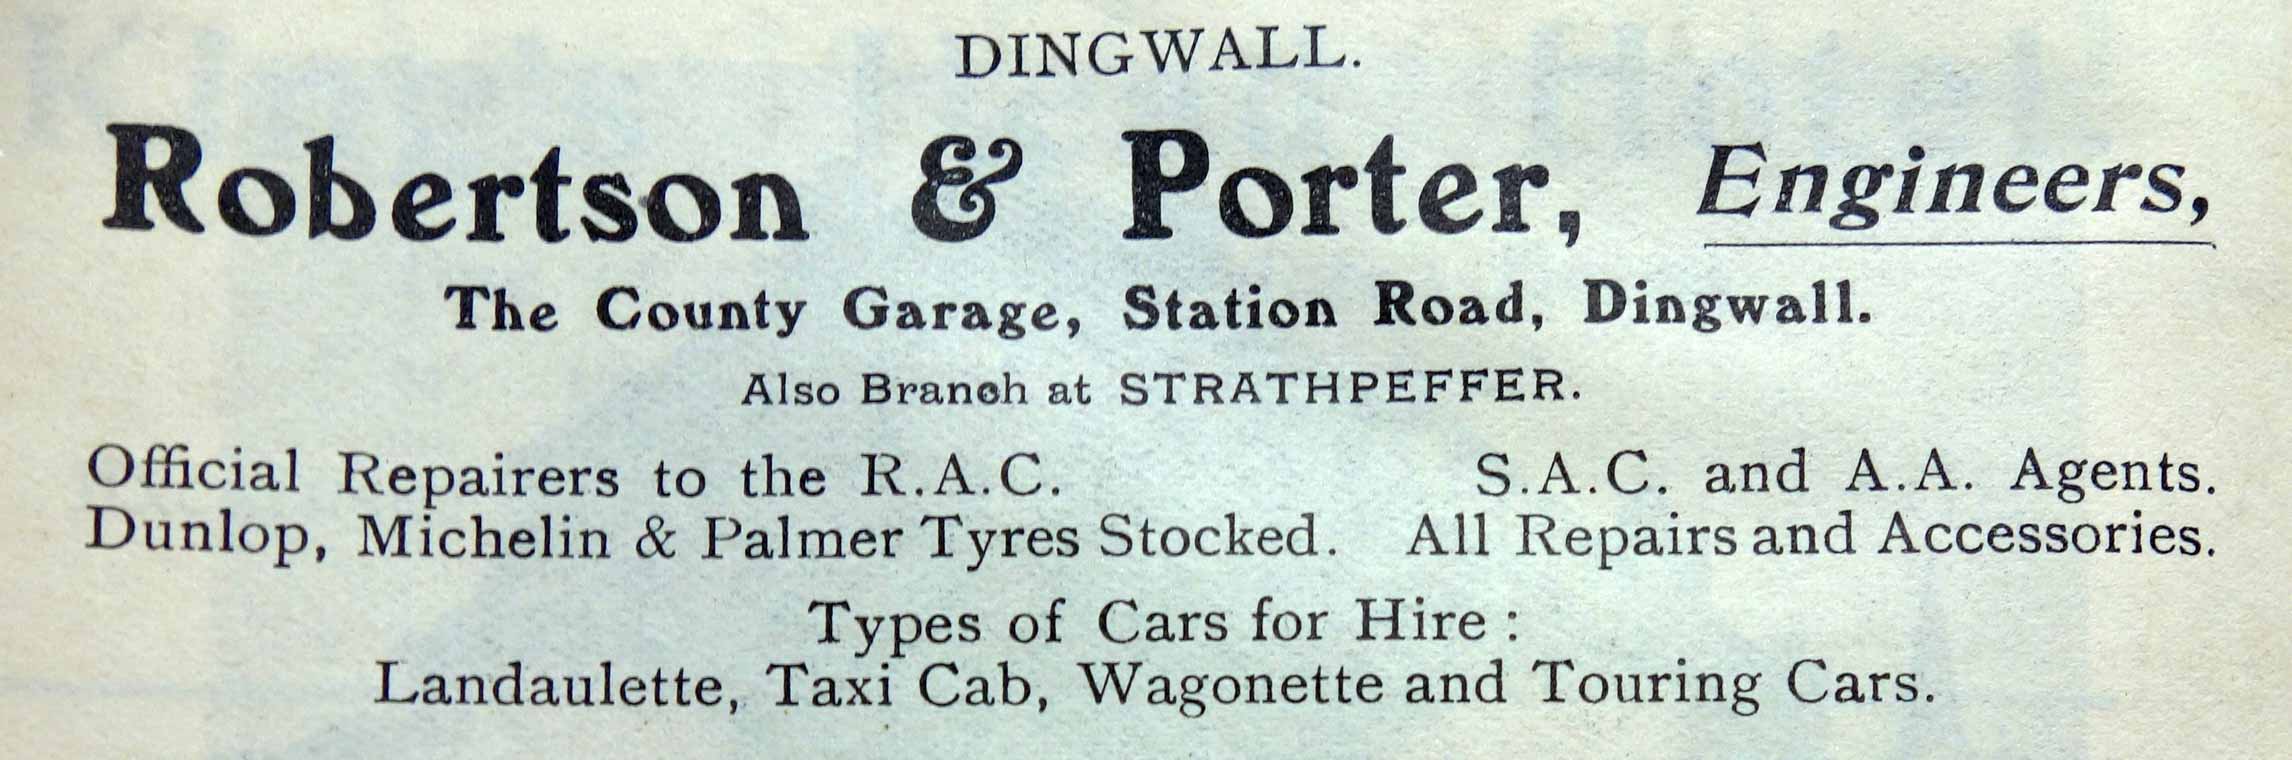 DINGWALL.
Robertson & Porter, Engineers,
The County Garage, Station Road, Dingwall.
Also Branch at STRATHPEFFER.
Official Repairers to the R.A.C. S.A.C. and A.A. Agents.
Dunlop, Michelin & Palmer Tyres Stocked. All Repairs and Accessories.
Types of Cars for Hire :
Landaulette, Taxi Cab, Wagonette and Touring Cars.